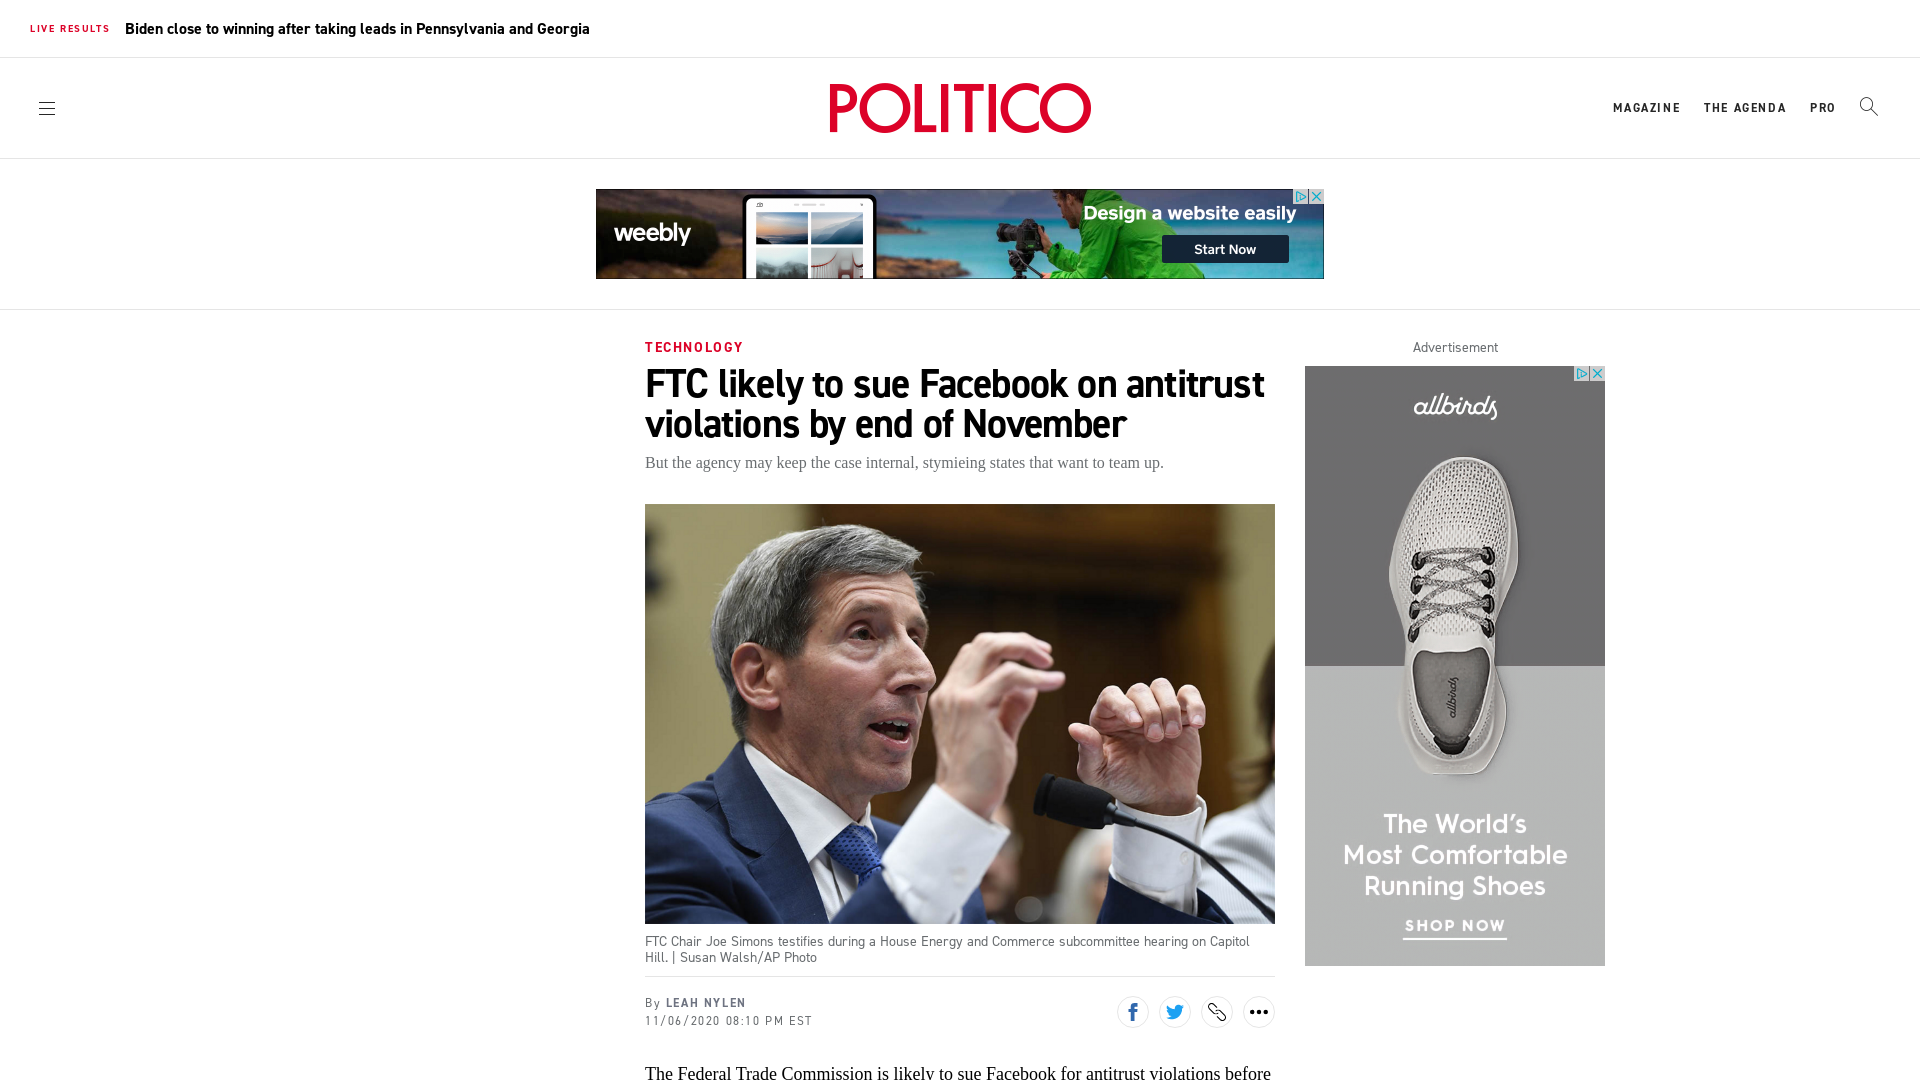 LIVE RESULTS
Biden close to winning after taking leads in Pennsylvania and Georgia
POLITICO
MAGAZINE
THE AGENDA
PRO
weebly
Design a website easily
Start Now
TECHNOLOGY
FTC likely to sue Facebook on antitrust
violations by end of November
But the agency may keep the case internal, stymieing states that want to team up.
FTC Chair Joe Simons testifies during a House Energy and Commerce subcommittee hearing on Capitol
Hill. | Susan Walsh/AP Photo
By LEAH NYLEN
11/06/2020 08:10 PM EST
The Federal Trade Commission is likely to sue Facebook for antitrust violations before
Advertisement
allbirds
allbirds
The World's
Most Comfortable
Running Shoes
SHOP NOW